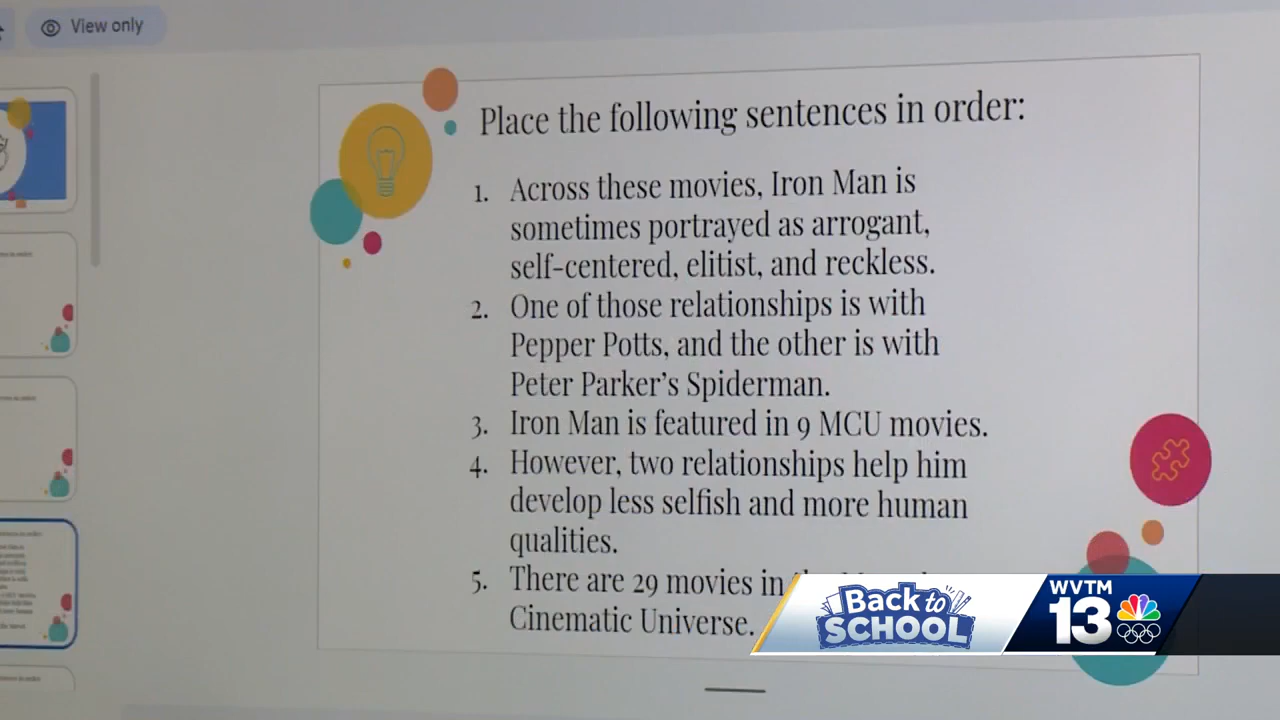 View only
Place the following sentences in order:
1. Across these movies, Iron Man is
sometimes portrayed as arrogant,
self-centered, elitist, and reckless.
2. One of those relationships is with
Pepper Potts, and the other is with
Peter Parker's Spiderman.
3. Iron Man is featured in 9 MCU movies.
4. However, two relationships help him
develop less selfish and more human
qualities.
5. There are 29 movies in
Cinematic Universe.
Back to
SCHOOL
WVTM
13